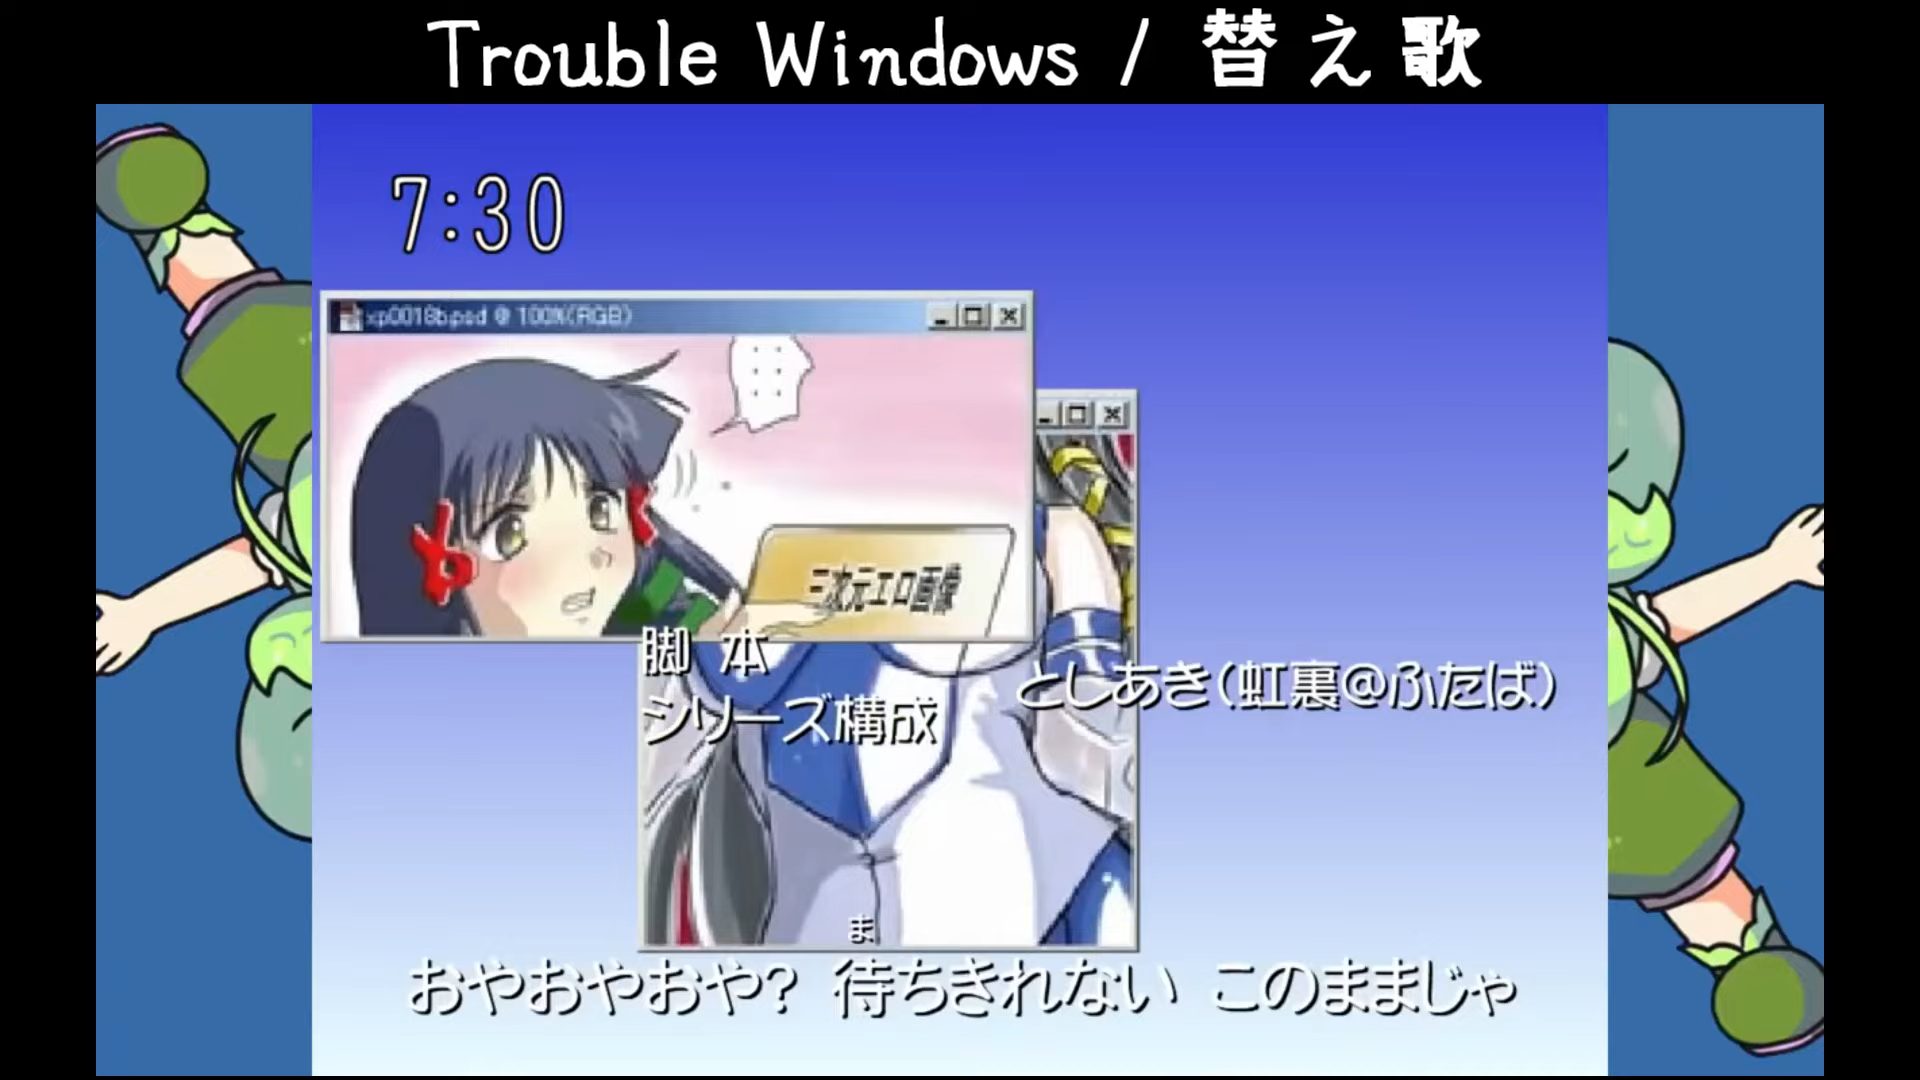 Trouble Windows / 替え歌
7:30
xp0018b.psd @ 100%(RGB)
三次元エロ画像
脚本
シリーズ構成
としあき(虹裏@ふたば)
ま
おやおやおや? 待ちきれない このままじゃ